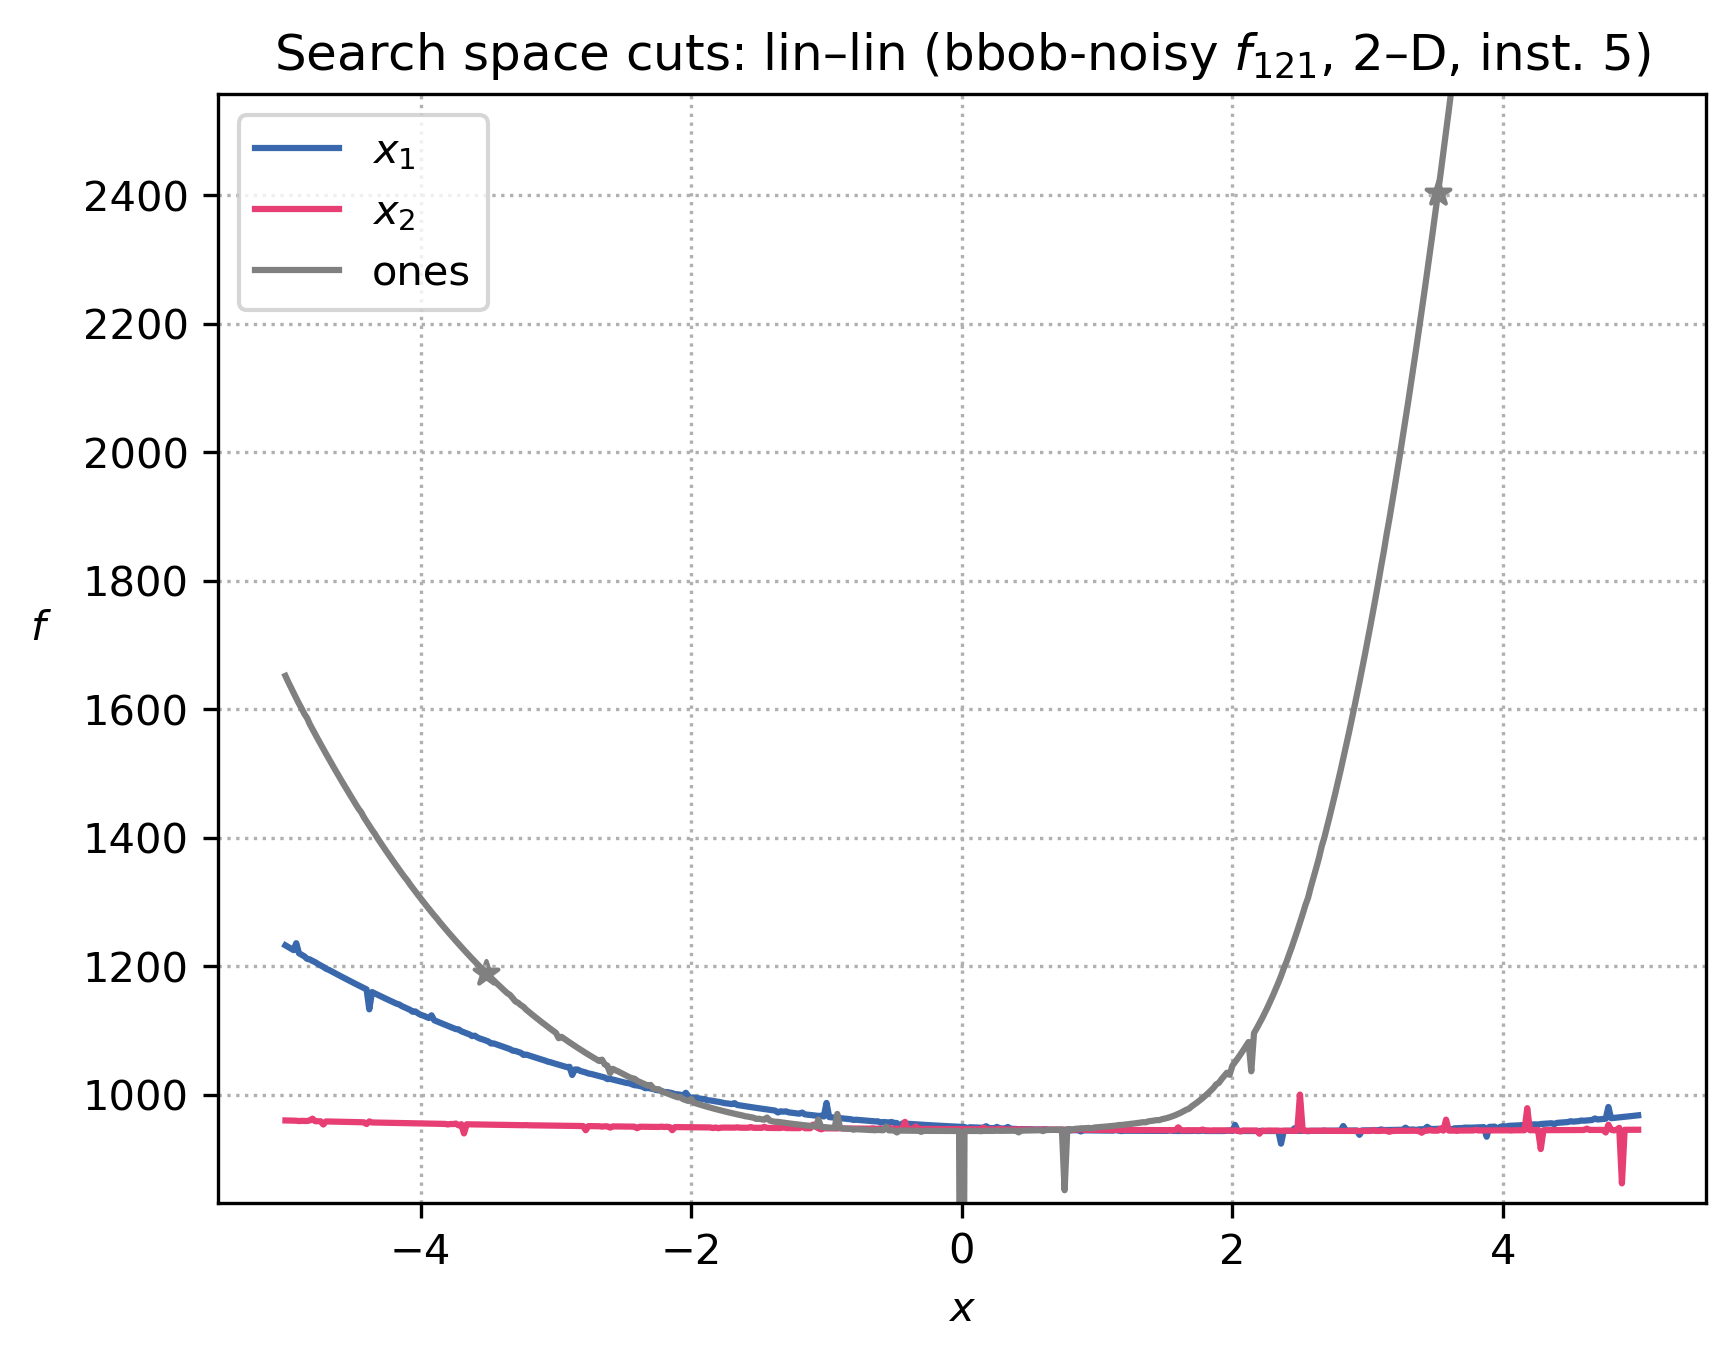 Search space cuts: lin–lin (bbob-noisy f₁₂₁, 2–D, inst. 5)
x₁
x₂
ones
2400
2200
2000
1800
1600
1400
1200
1000
f
−4 −2 0 2 4
x